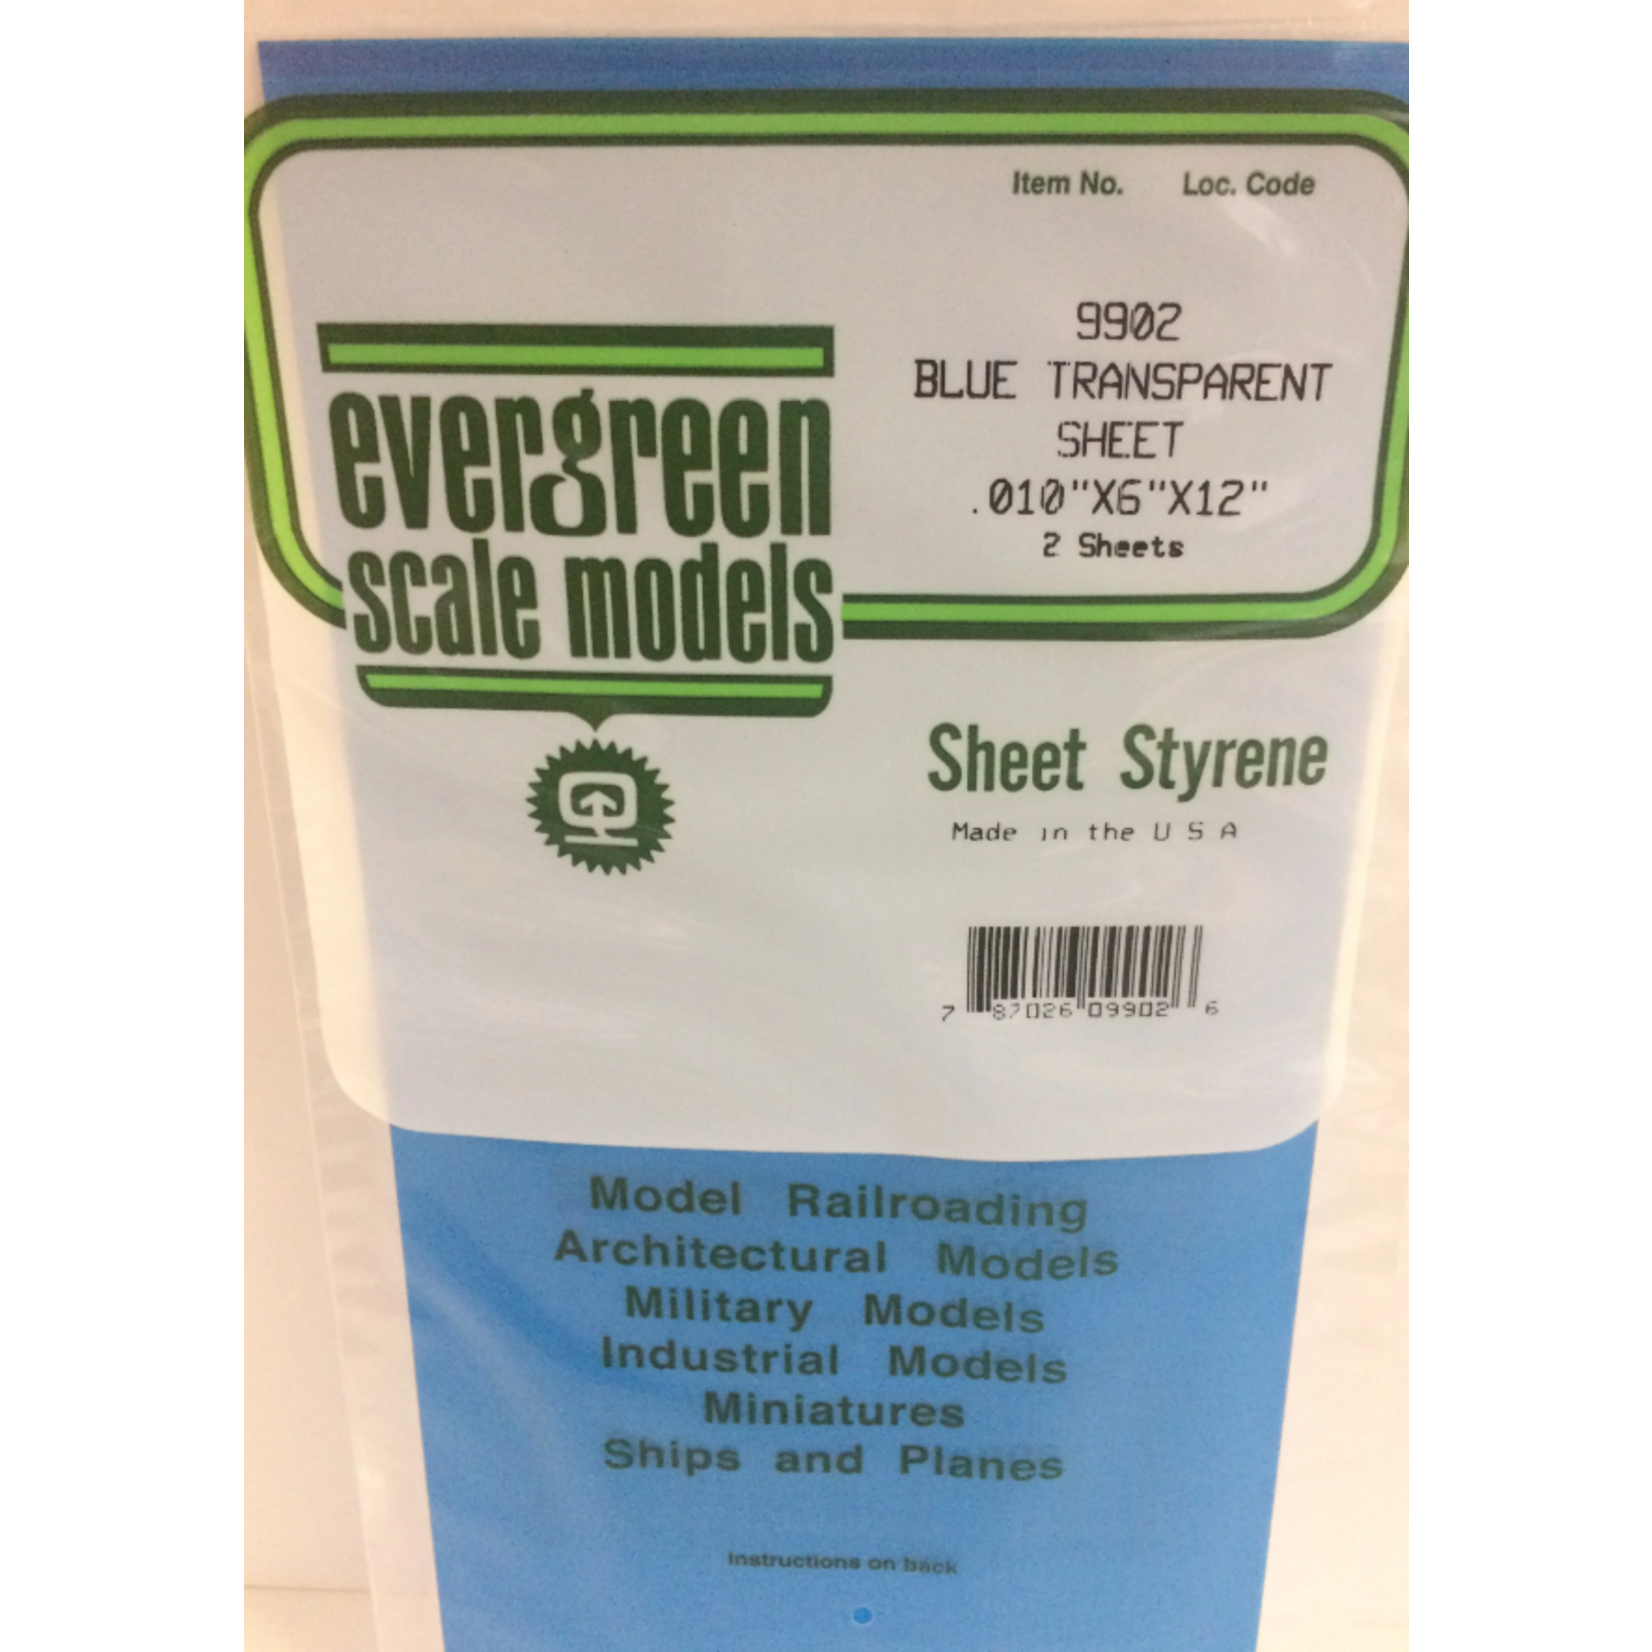 Item No. Loc. Code
9902
BLUE TRANSPARENT
SHEET
.010"X6"X12"
2 Sheets
evergreen
scale models
Sheet Styrene
Made in the U S A
7 87026 09902 6
Model Railroading
Architectural Models
Military Models
Industrial Models
Miniatures
Ships and Planes
Instructions on back